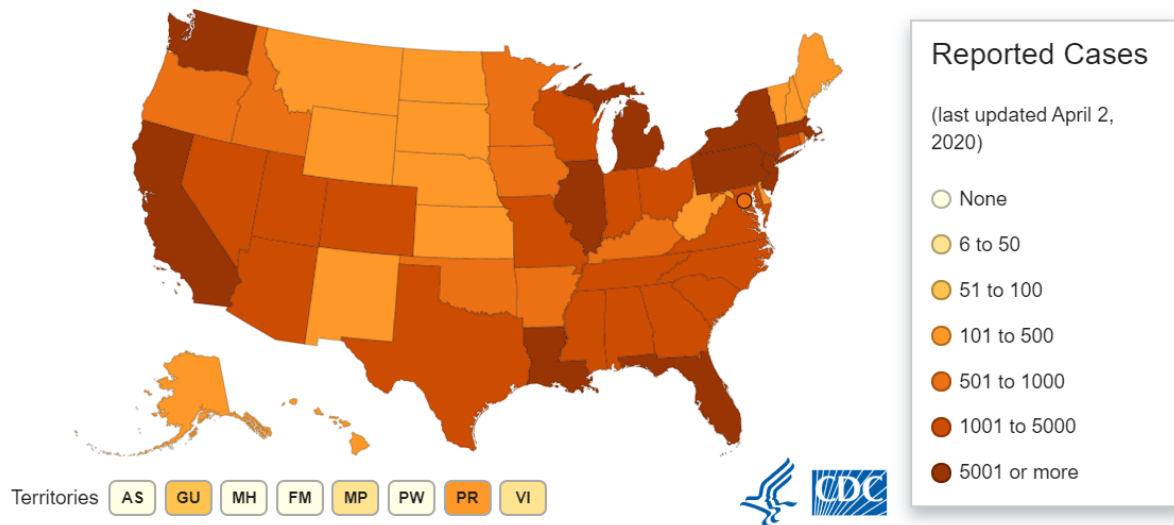 Reported Cases
(last updated April 2,
2020)
None
6 to 50
51 to 100
101 to 500
501 to 1000
1001 to 5000
5001 or more
Territories AS GU MH FM MP PW PR VI
CDC